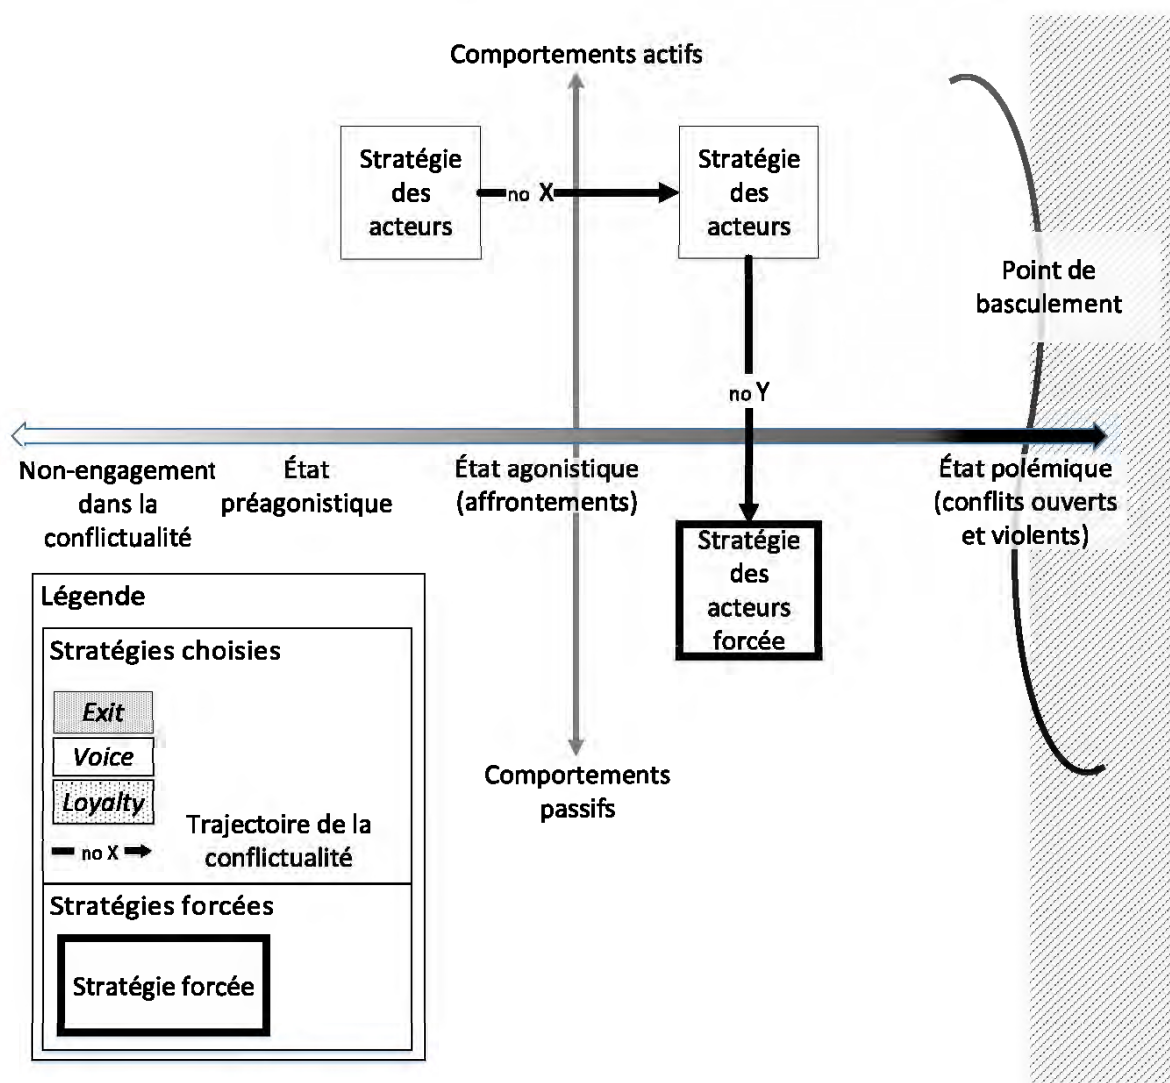 Comportements actifs
Stratégie
des
acteurs
no X
Stratégie
des
acteurs
Point de
basculement
no Y
Non-engagement
dans la
conflictualité
État
préagonistique
État agonistique
(affrontements)
État polémique
(conflits ouverts
et violents)
Stratégie
des
acteurs
forcée
Comportements
passifs
Légende
Stratégies choisies
Exit
Voice
Loyalty
no X
Trajectoire de la
conflictualité
Stratégies forcées
Stratégie forcée